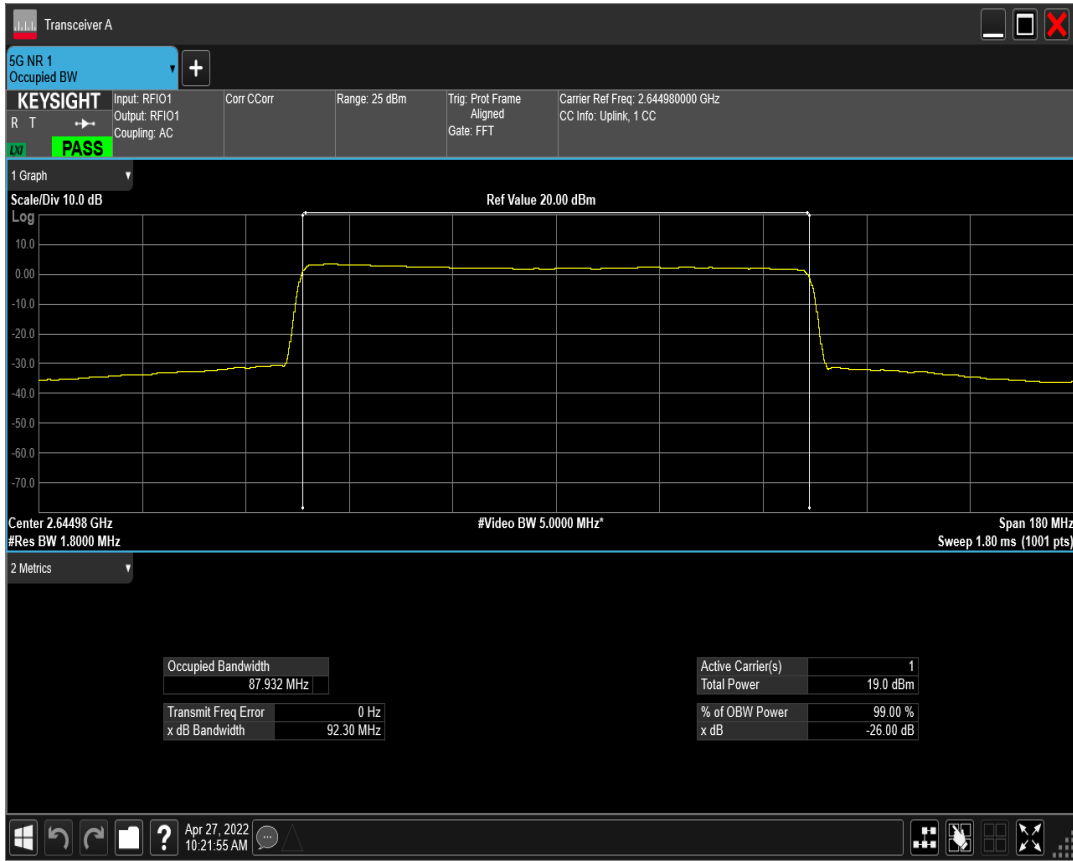 Transceiver A
5G NR 1
Occupied BW
+
KEYSIGHT
R T
LXI
PASS
Input: RFIO1
Output: RFIO1
Coupling: AC
Corr CCorr
Range: 25 dBm
Trig: Prot Frame
Aligned
Gate: FFT
Carrier Ref Freq: 2.644980000 GHz
CC Info: Uplink, 1 CC
1 Graph
Scale/Div 10.0 dB
Ref Value 20.00 dBm
Log
10.0
0.00
-10.0
-20.0
-30.0
-40.0
-50.0
-60.0
-70.0
Center 2.64498 GHz
#Video BW 5.0000 MHz*
Span 180 MHz
#Res BW 1.8000 MHz
Sweep 1.80 ms (1001 pts)
2 Metrics
Occupied Bandwidth
87.932 MHz
Transmit Freq Error 0 Hz
x dB Bandwidth 92.30 MHz
Active Carrier(s) 1
Total Power 19.0 dBm
% of OBW Power 99.00 %
x dB -26.00 dB
?
Apr 27, 2022
10:21:55 AM